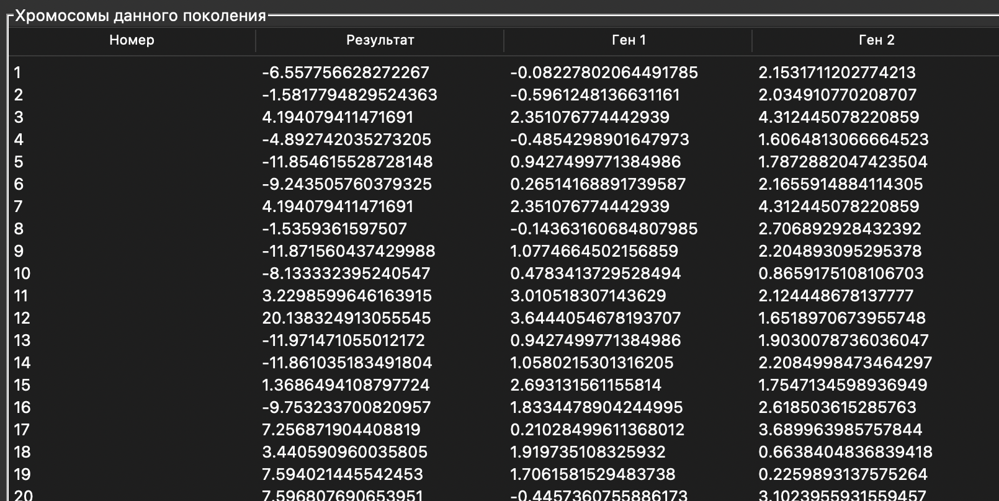 Хромосомы данного поколения
Номер Результат Ген 1 Ген 2
1 -6.557756628272267 -0.08227802064491785 2.1531711202774213
2 -1.5817794829524363 -0.5961248136631161 2.034910770208707
3 4.194079411471691 2.351076774442939 4.312445078220859
4 -4.892742035273205 -0.48542989016479​73 1.6064813066664523
5 -11.854615528728148 0.9427499771384986 1.7872882047423504
6 -9.243505760379325 0.26514168891739587 2.1655914884114305
7 4.194079411471691 2.351076774442939 4.312445078220859
8 -1.5359361597507 -0.14363160684807985 2.706892928432392
9 -11.871560437429988 1.0774664502156859 2.204893095295378
10 -8.133332395240547 0.4783413729528494 0.8659175108106703
11 3.2298599646163915 3.010518307143629 2.124448678137777
12 20.138324913055545 3.6444054678193707 1.6518970673955748
13 -11.971471055012172 0.9427499771384986 1.9030078736036047
14 -11.861035183491804 1.0580215301316205 2.2084998473464297
15 1.3686494108797724 2.693131561155814 1.7547134598936949
16 -9.753233700820957 1.8334478904244995 2.618503615285763
17 7.256871904408819 0.21028499611368012 3.689963985757844
18 3.440590960035805 1.919735108325932 0.6638404836839418
19 7.594021445542453 1.7061581529483738 0.2259893137575264
20 7.596807690653951 -0.4457360755886173 3.1023955931559457